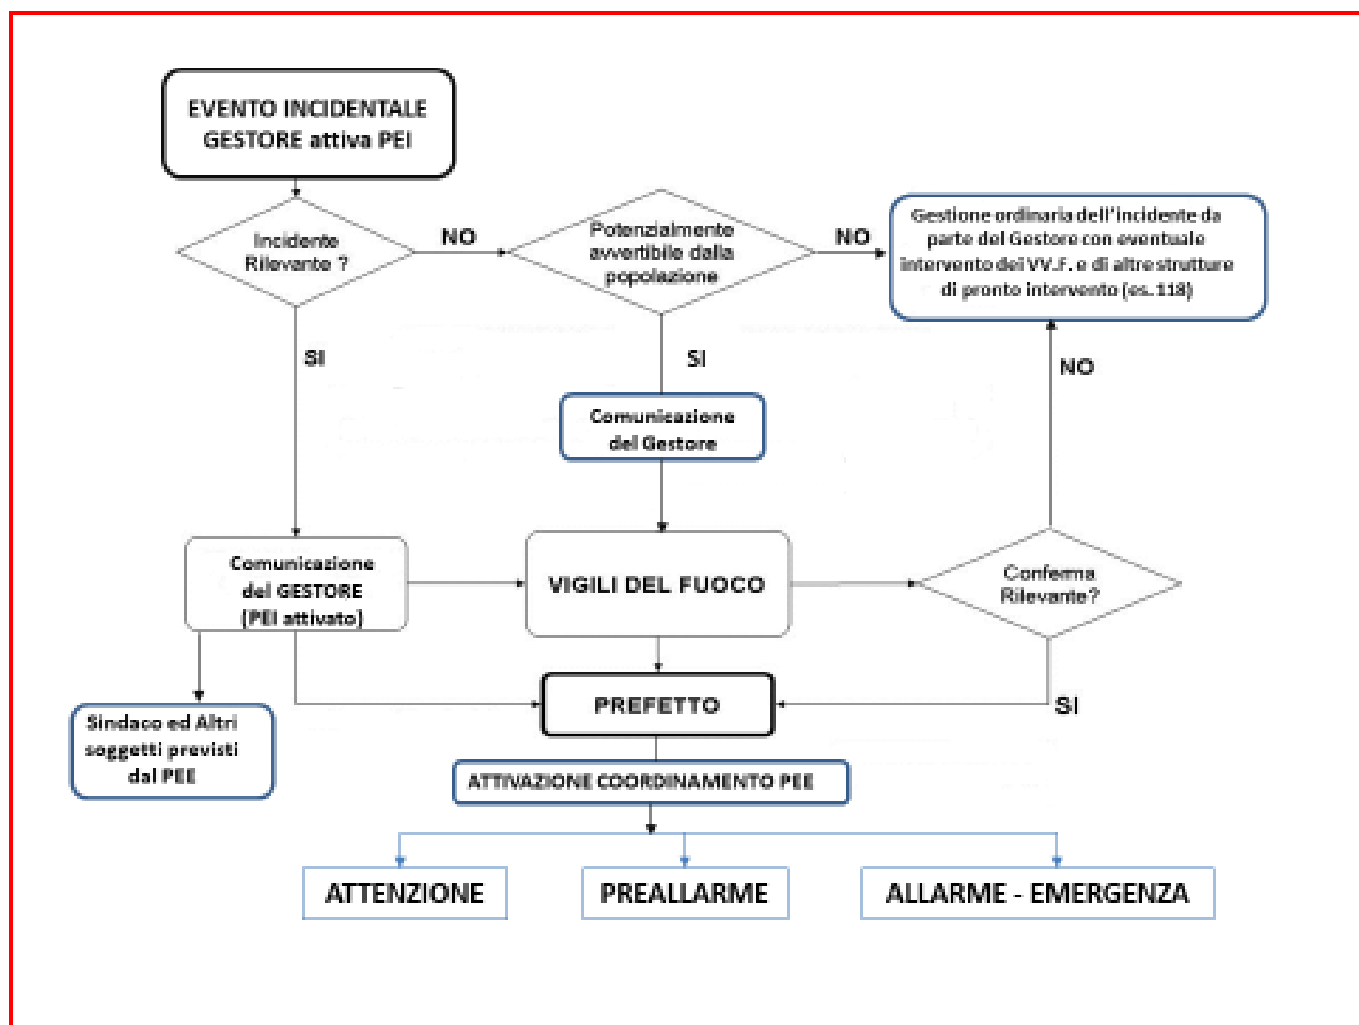 EVENTO INCIDENTALE
GESTORE attiva PEI
Incidente
Rilevante ?
NO
Potenzialmente
avvertibile dalla
popolazione
NO
Gestione ordinaria dell'incidente da
parte del Gestore con eventuale
intervento dei VV.F. e di altre strutture
di pronto intervento (es. 118)
SI
SI
NO
Comunicazione
del Gestore
Comunicazione
del GESTORE
(PEI attivato)
VIGILI DEL FUOCO
Conferma
Rilevante?
PREFETTO
SI
Sindaco ed Altri
soggetti previsti
dal PEE
ATTIVAZIONE COORDINAMENTO PEE
ATTENZIONE
PREALLARME
ALLARME - EMERGENZA